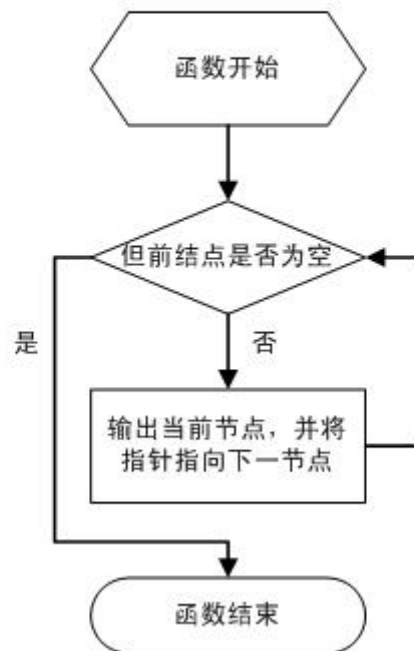 函数开始
但前结点是否为空
是
否
输出当前节点，并将
指针指向下一节点
函数结束